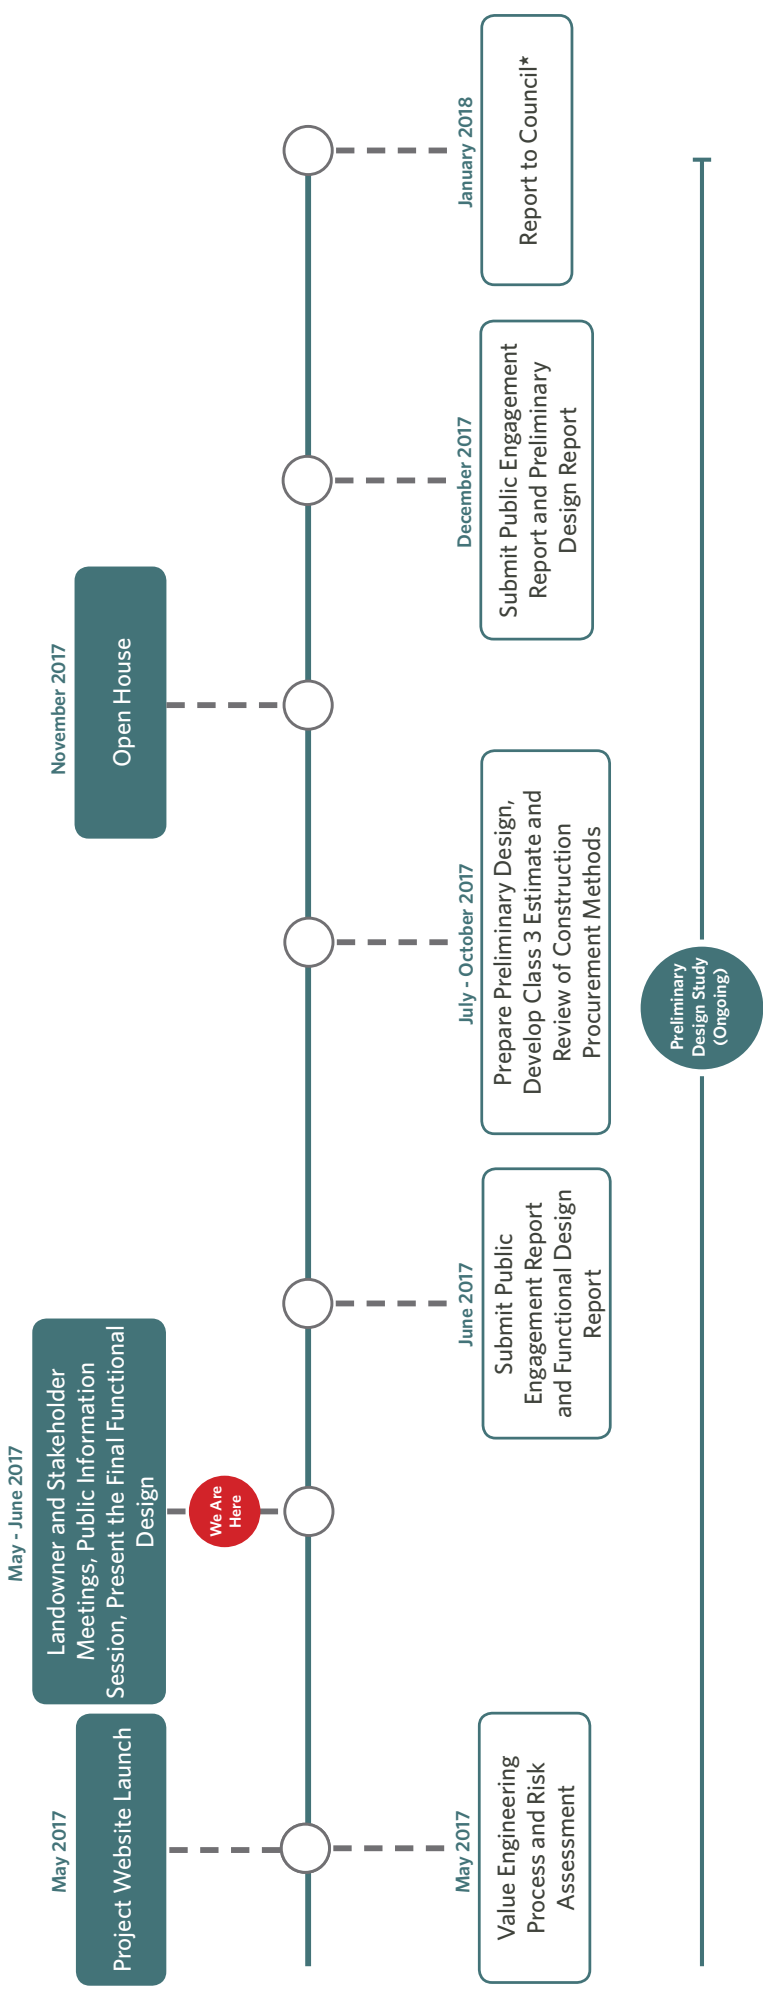 May 2017
Project Website Launch
May - June 2017
Landowner and Stakeholder
Meetings, Public Information
Session, Present the Final Functional
Design
We Are
Here
November 2017
Open House
May 2017
Value Engineering
Process and Risk
Assessment
June 2017
Submit Public
Engagement Report
and Functional Design
Report
July - October 2017
Prepare Preliminary Design,
Develop Class 3 Estimate and
Review of Construction
Procurement Methods
December 2017
Submit Public Engagement
Report and Preliminary
Design Report
January 2018
Report to Council*
Preliminary
Design Study
(Ongoing)